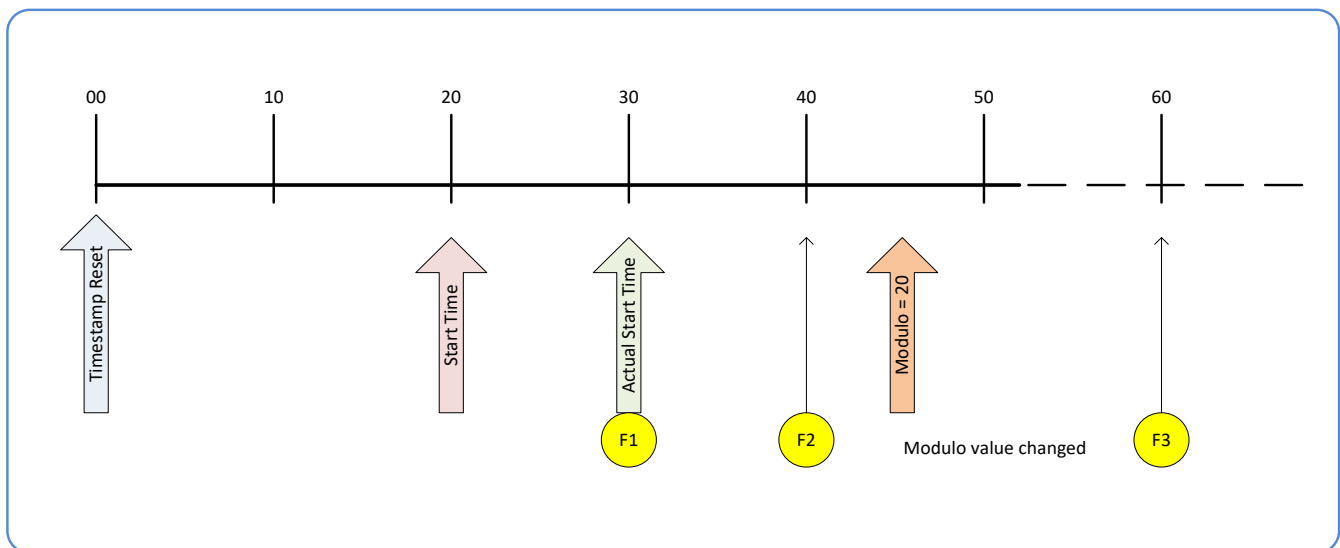 00 10 20 30 40 50 60
Timestamp Reset
Start Time
Actual Start Time
Modulo = 20
F1 F2 Modulo value changed F3